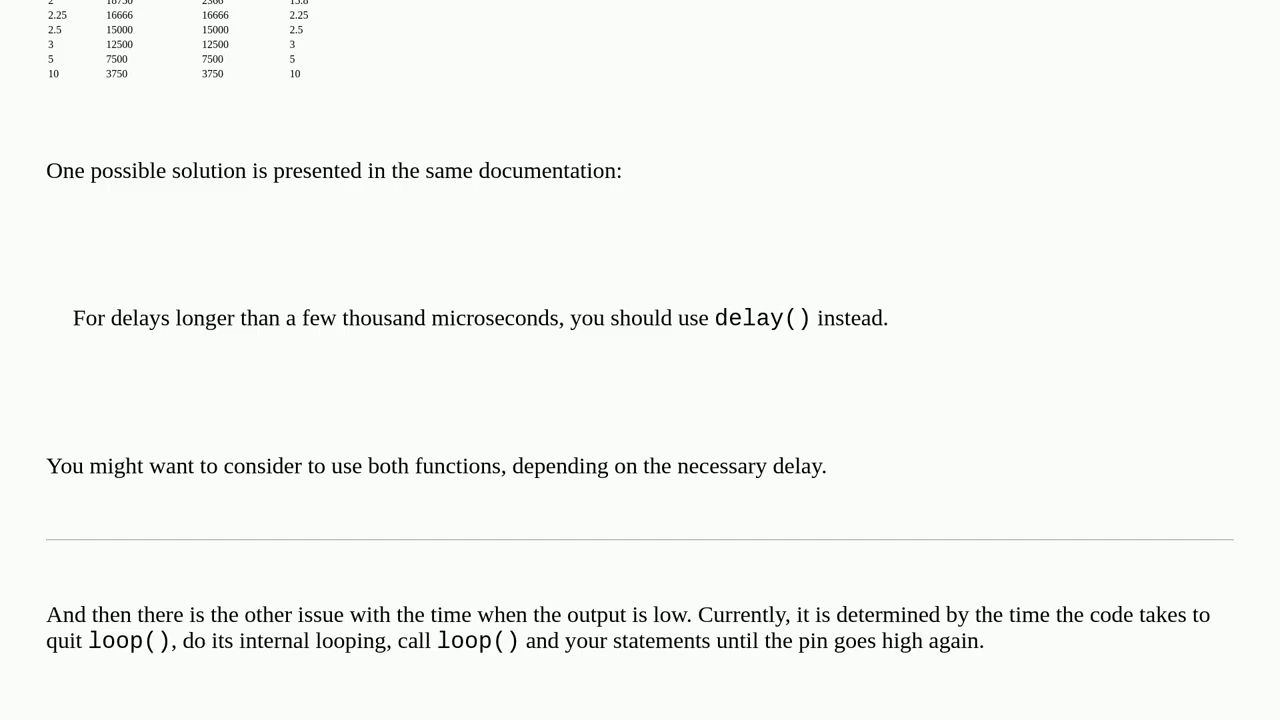 2 18750 2366 15.8
2.25 16666 16666 2.25
2.5 15000 15000 2.5
3 12500 12500 3
5 7500 7500 5
10 3750 3750 10
One possible solution is presented in the same documentation:
For delays longer than a few thousand microseconds, you should use delay() instead.
You might want to consider to use both functions, depending on the necessary delay.
And then there is the other issue with the time when the output is low. Currently, it is determined by the time the code takes to
quit loop(), do its internal looping, call loop() and your statements until the pin goes high again.